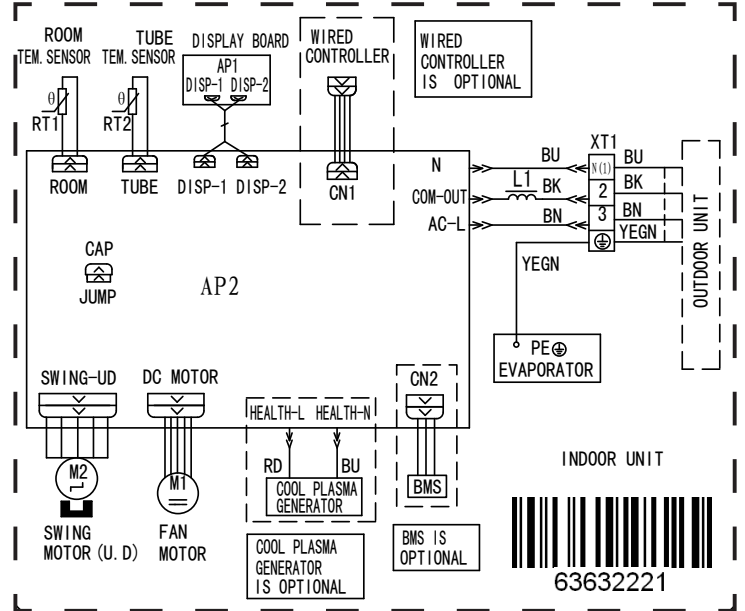 ROOM
TEM. SENSOR
TUBE
TEM. SENSOR
DISPLAY BOARD
AP1
DISP-1 DISP-2
WIRED
CONTROLLER
WIRED
CONTROLLER
IS OPTIONAL
θ
RT1
θ
RT2
ROOM
TUBE
DISP-1 DISP-2
CN1
N
COM-OUT
AC-L
BU
L1
BK
BN
XT1
N(1)
2
3
BU
BK
BN
YEGN
OUTDOOR UNIT
YEGN
PE
EVAPORATOR
CAP
JUMP
AP2
SWING-UD
DC MOTOR
HEALTH-L HEALTH-N
CN2
M2
M1
RD
BU
COOL PLASMA
GENERATOR
BMS
SWING
MOTOR (U. D)
FAN
MOTOR
COOL PLASMA
GENERATOR
IS OPTIONAL
BMS IS
OPTIONAL
INDOOR UNIT
63632221